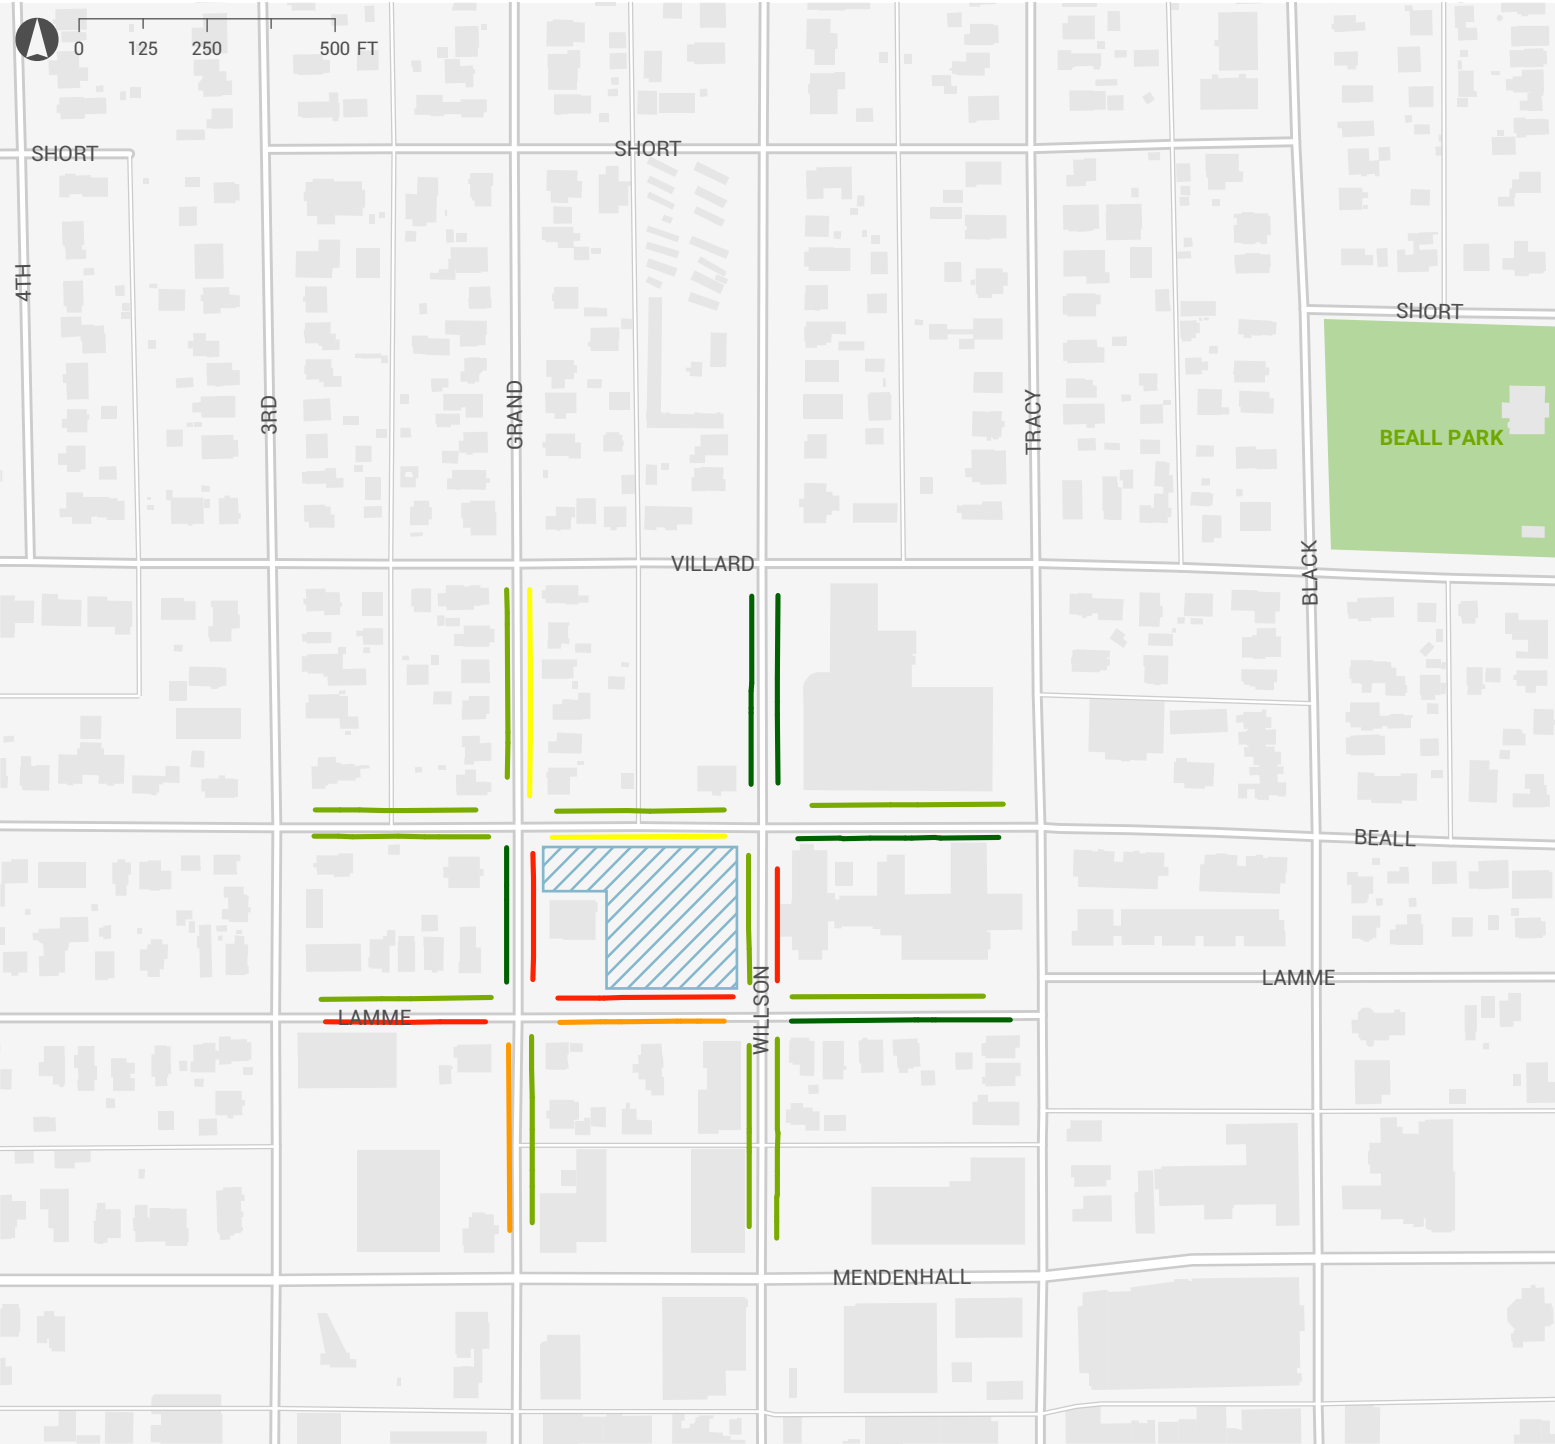 0 125 250 500 FT
SHORT
SHORT
4TH
SHORT
3RD
GRAND
TRACY
BEALL PARK
VILLARD
BLACK
BEALL
LAMME
WILLSON
LAMME
MENDENHALL